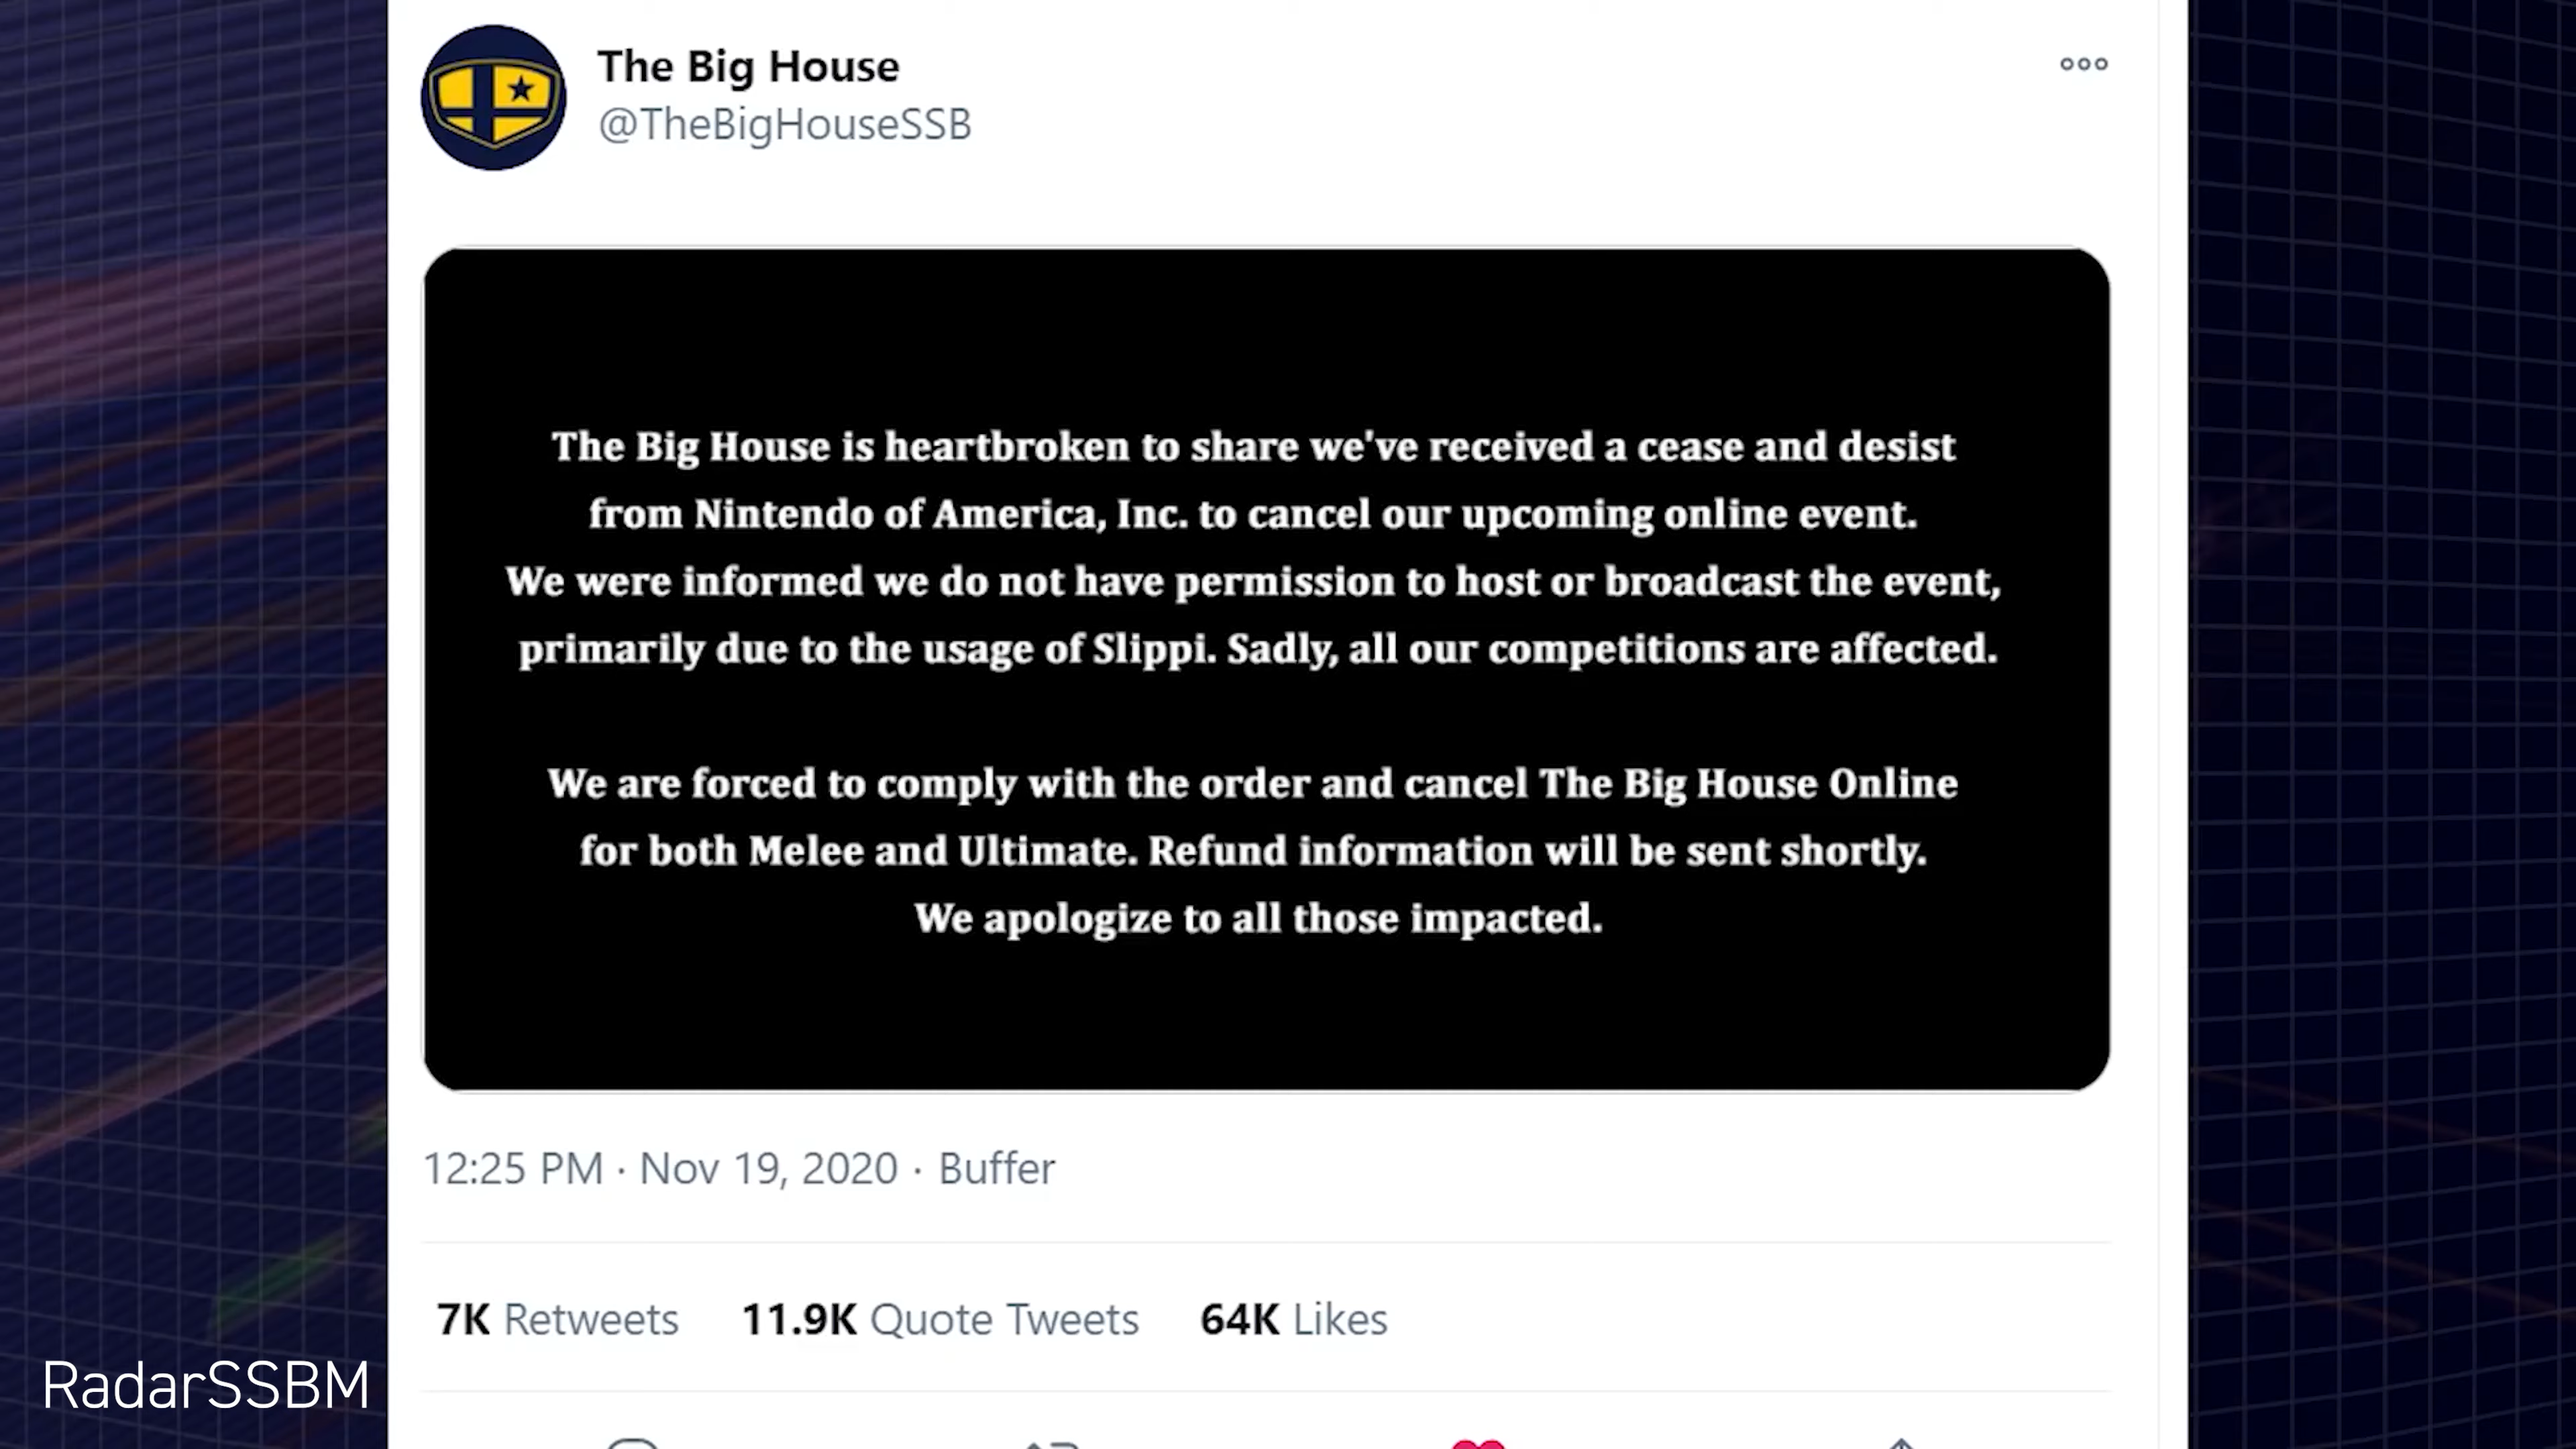 The Big House
@TheBigHouseSSB
The Big House is heartbroken to share we've received a cease and desist
from Nintendo of America, Inc. to cancel our upcoming online event.
We were informed we do not have permission to host or broadcast the event,
primarily due to the usage of Slippi. Sadly, all our competitions are affected.
We are forced to comply with the order and cancel The Big House Online
for both Melee and Ultimate. Refund information will be sent shortly.
We apologize to all those impacted.
12:25 PM · Nov 19, 2020 · Buffer
7K Retweets 11.9K Quote Tweets 64K Likes
RadarSSBM